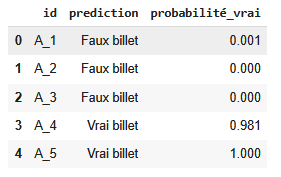 id prediction probabilité_vrai
0 A_1 Faux billet 0.001
1 A_2 Faux billet 0.000
2 A_3 Faux billet 0.000
3 A_4 Vrai billet 0.981
4 A_5 Vrai billet 1.000